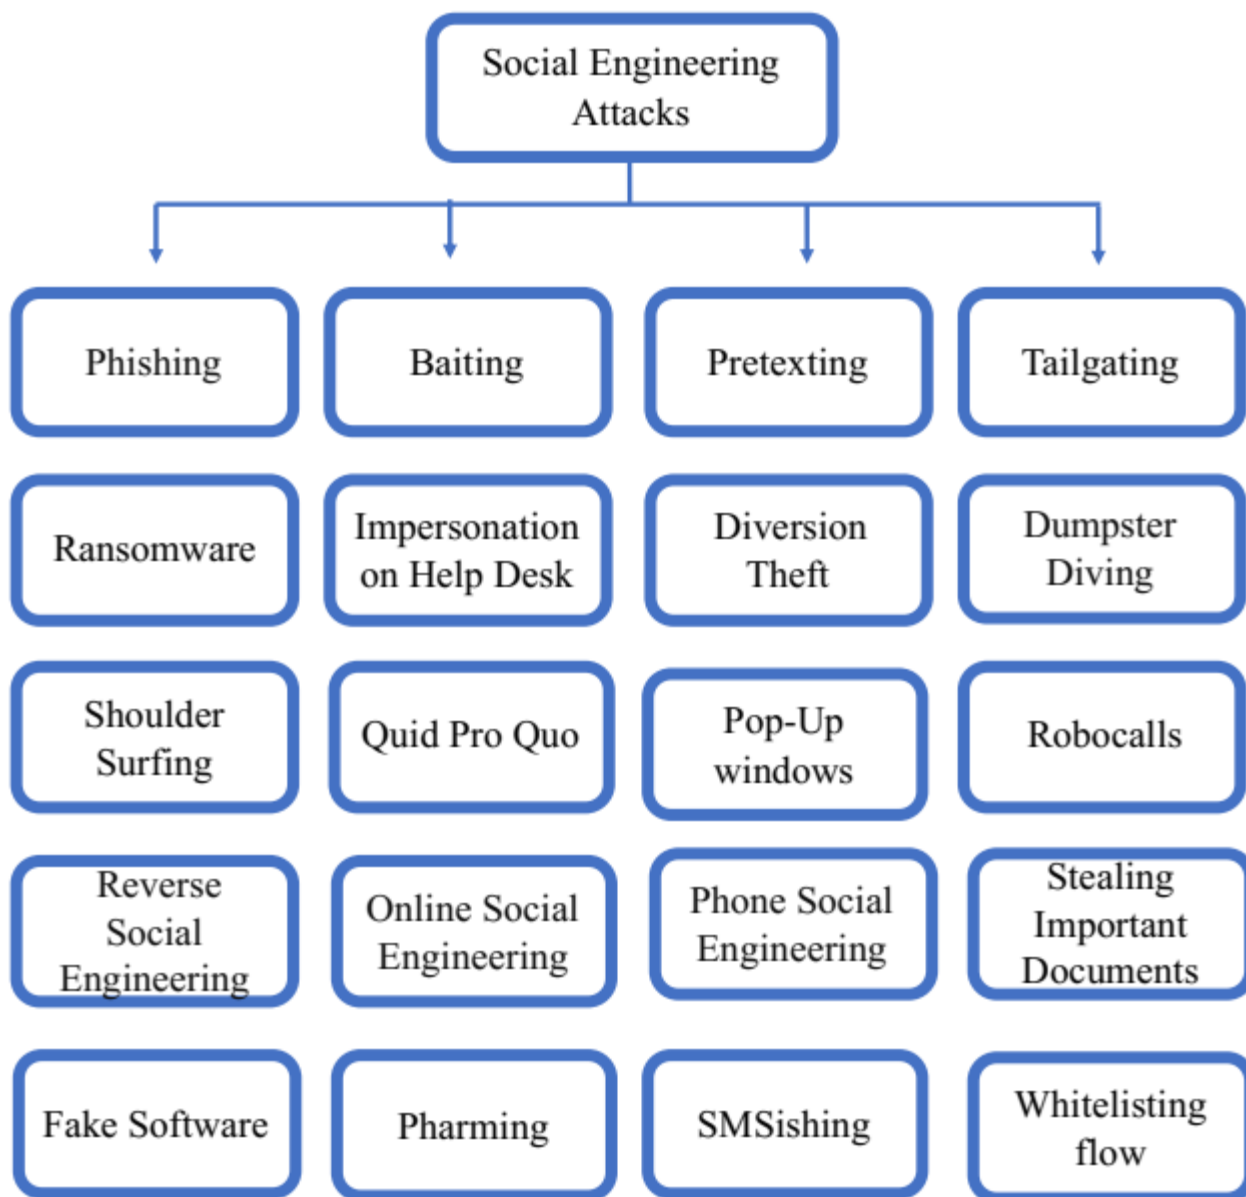 Social Engineering
Attacks
Phishing
Baiting
Pretexting
Tailgating
Ransomware
Impersonation
on Help Desk
Diversion
Theft
Dumpster
Diving
Shoulder
Surfing
Quid Pro Quo
Pop-Up
windows
Robocalls
Reverse
Social
Engineering
Online Social
Engineering
Phone Social
Engineering
Stealing
Important
Documents
Fake Software
Pharming
SMSishing
Whitelisting
flow